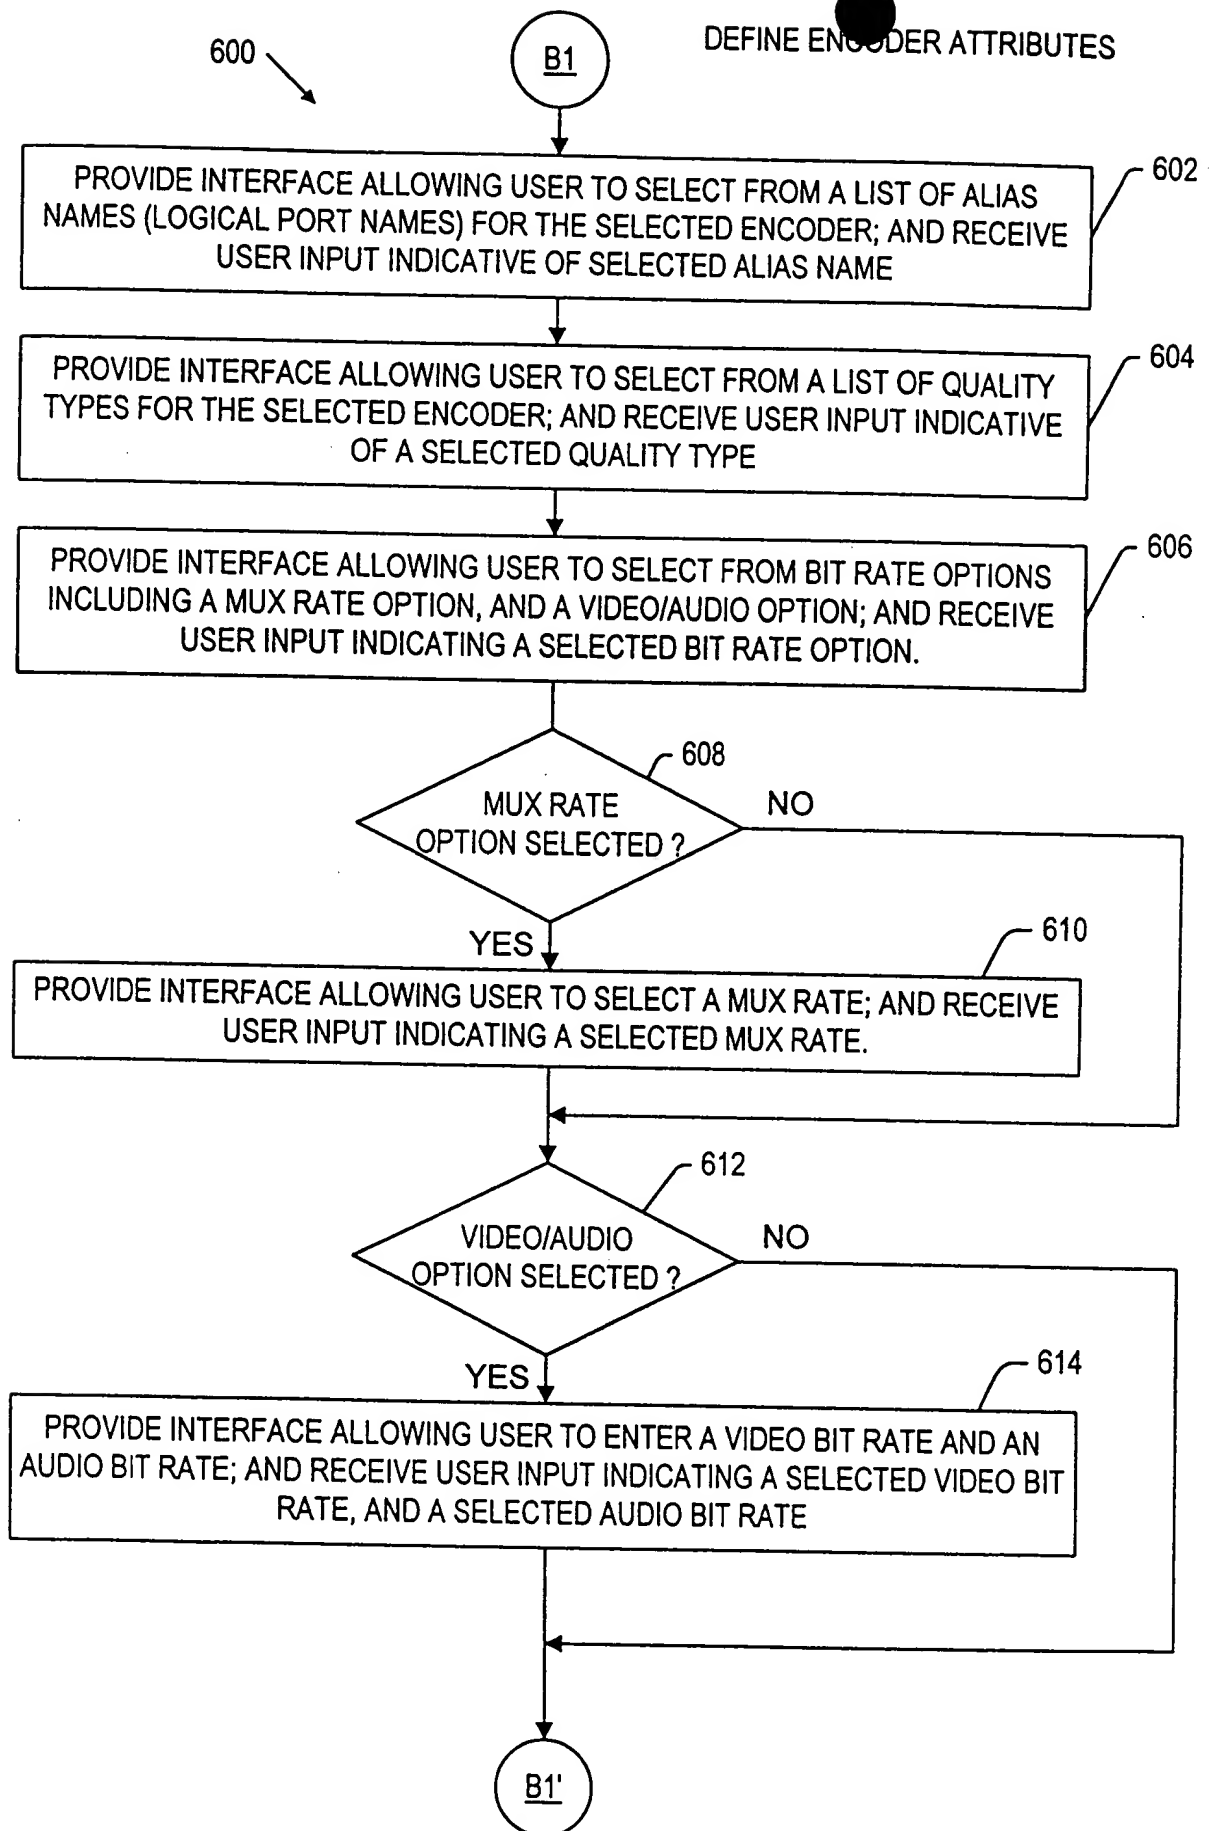 600
B1
DEFINE ENCODER ATTRIBUTES
602
PROVIDE INTERFACE ALLOWING USER TO SELECT FROM A LIST OF ALIAS
NAMES (LOGICAL PORT NAMES) FOR THE SELECTED ENCODER; AND RECEIVE
USER INPUT INDICATIVE OF SELECTED ALIAS NAME
604
PROVIDE INTERFACE ALLOWING USER TO SELECT FROM A LIST OF QUALITY
TYPES FOR THE SELECTED ENCODER; AND RECEIVE USER INPUT INDICATIVE
OF A SELECTED QUALITY TYPE
606
PROVIDE INTERFACE ALLOWING USER TO SELECT FROM BIT RATE OPTIONS
INCLUDING A MUX RATE OPTION, AND A VIDEO/AUDIO OPTION; AND RECEIVE
USER INPUT INDICATING A SELECTED BIT RATE OPTION.
608
MUX RATE
OPTION SELECTED ?
NO
YES
610
PROVIDE INTERFACE ALLOWING USER TO SELECT A MUX RATE; AND RECEIVE
USER INPUT INDICATING A SELECTED MUX RATE.
612
VIDEO/AUDIO
OPTION SELECTED ?
NO
YES
614
PROVIDE INTERFACE ALLOWING USER TO ENTER A VIDEO BIT RATE AND AN
AUDIO BIT RATE; AND RECEIVE USER INPUT INDICATING A SELECTED VIDEO BIT
RATE, AND A SELECTED AUDIO BIT RATE
B1'